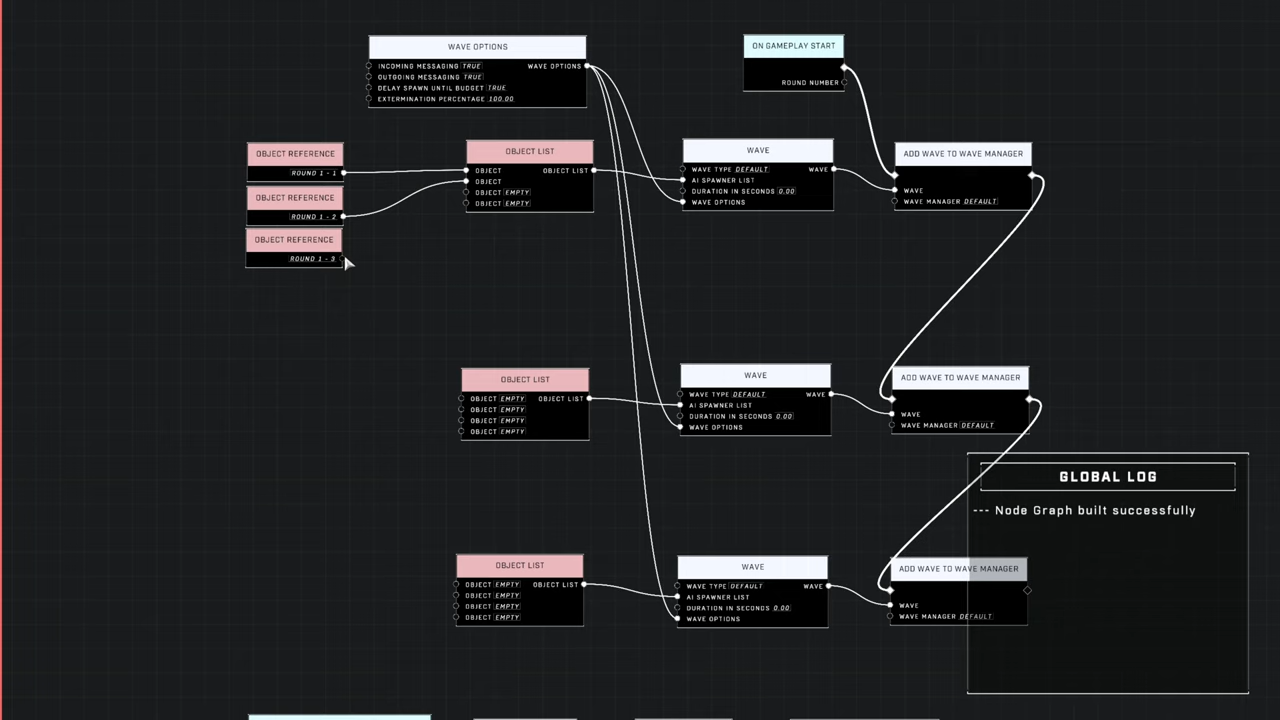 WAVE OPTIONS
INCOMING MESSAGING TRUE WAVE OPTIONS
OUTGOING MESSAGING TRUE
DELAY SPAWN UNTIL BUDGET TRUE
EXTERMINATION PERCENTAGE 100.00
ON GAMEPLAY START
ROUND NUMBER
OBJECT REFERENCE
ROUND 1 - 1
OBJECT REFERENCE
ROUND 1 - 2
OBJECT REFERENCE
ROUND 1 - 3
OBJECT LIST
OBJECT OBJECT LIST
OBJECT
OBJECT EMPTY
OBJECT EMPTY
WAVE
WAVE TYPE DEFAULT WAVE
AI SPAWNER LIST
DURATION IN SECONDS 0.00
WAVE OPTIONS
ADD WAVE TO WAVE MANAGER
WAVE
WAVE MANAGER DEFAULT
OBJECT LIST
OBJECT EMPTY OBJECT LIST
OBJECT EMPTY
OBJECT EMPTY
OBJECT EMPTY
WAVE
WAVE TYPE DEFAULT WAVE
AI SPAWNER LIST
DURATION IN SECONDS 0.00
WAVE OPTIONS
ADD WAVE TO WAVE MANAGER
WAVE
WAVE MANAGER DEFAULT
GLOBAL LOG
--- Node Graph built successfully
OBJECT LIST
OBJECT EMPTY OBJECT LIST
OBJECT EMPTY
OBJECT EMPTY
OBJECT EMPTY
WAVE
WAVE TYPE DEFAULT WAVE
AI SPAWNER LIST
DURATION IN SECONDS 0.00
WAVE OPTIONS
ADD WAVE TO WAVE MANAGER
WAVE
WAVE MANAGER DEFAULT